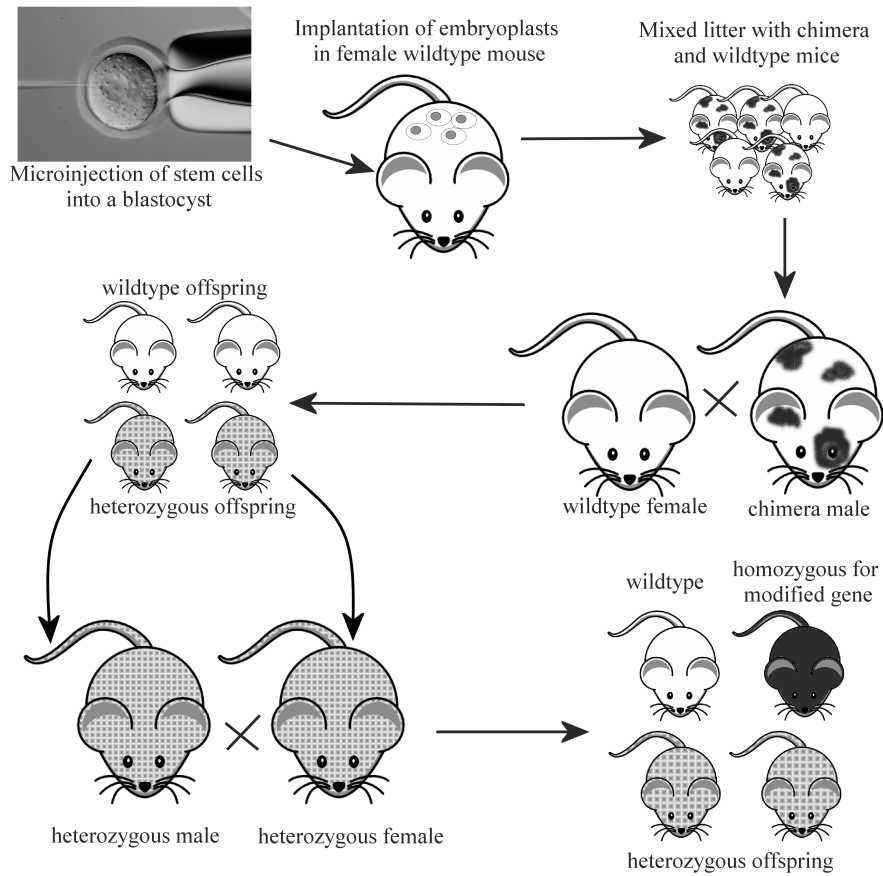 Implantation of embryoplasts
in female wildtype mouse
Mixed litter with chimera
and wildtype mice
Microinjection of stem cells
into a blastocyst
wildtype offspring
heterozygous offspring
wildtype female
chimera male
wildtype
homozygous for
modified gene
heterozygous male
heterozygous female
heterozygous offspring